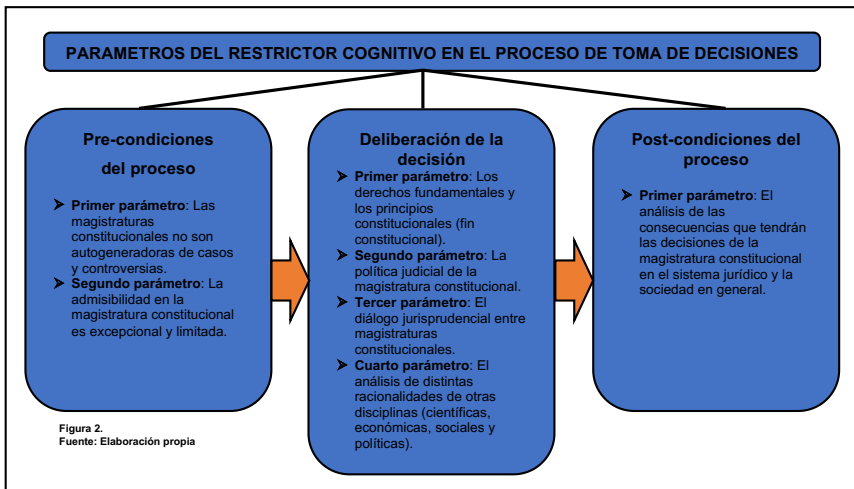 PARAMETROS DEL RESTRICTOR COGNITIVO EN EL PROCESO DE TOMA DE DECISIONES
Pre-condiciones
del proceso
➤ Primer parámetro: Las
magistraturas
constitucionales no son
autogeneradoras de casos
y controversias.
➤ Segundo parámetro: La
admisibilidad en la
magistratura constitucional
es excepcional y limitada.
Deliberación de la
decisión
➤ Primer parámetro: Los
derechos fundamentales y
los principios
constitucionales (fin
constitucional).
➤ Segundo parámetro: La
política judicial de la
magistratura constitucional.
➤ Tercer parámetro: El
diálogo jurisprudencial entre
magistraturas
constitucionales.
➤ Cuarto parámetro: El
análisis de distintas
racionalidades de otras
disciplinas (científicas,
económicas, sociales y
políticas).
Post-condiciones del
proceso
➤ Primer parámetro: El
análisis de las
consecuencias que tendrán
las decisiones de la
magistratura constitucional
en el sistema jurídico y la
sociedad en general.
Figura 2.
Fuente: Elaboración propia